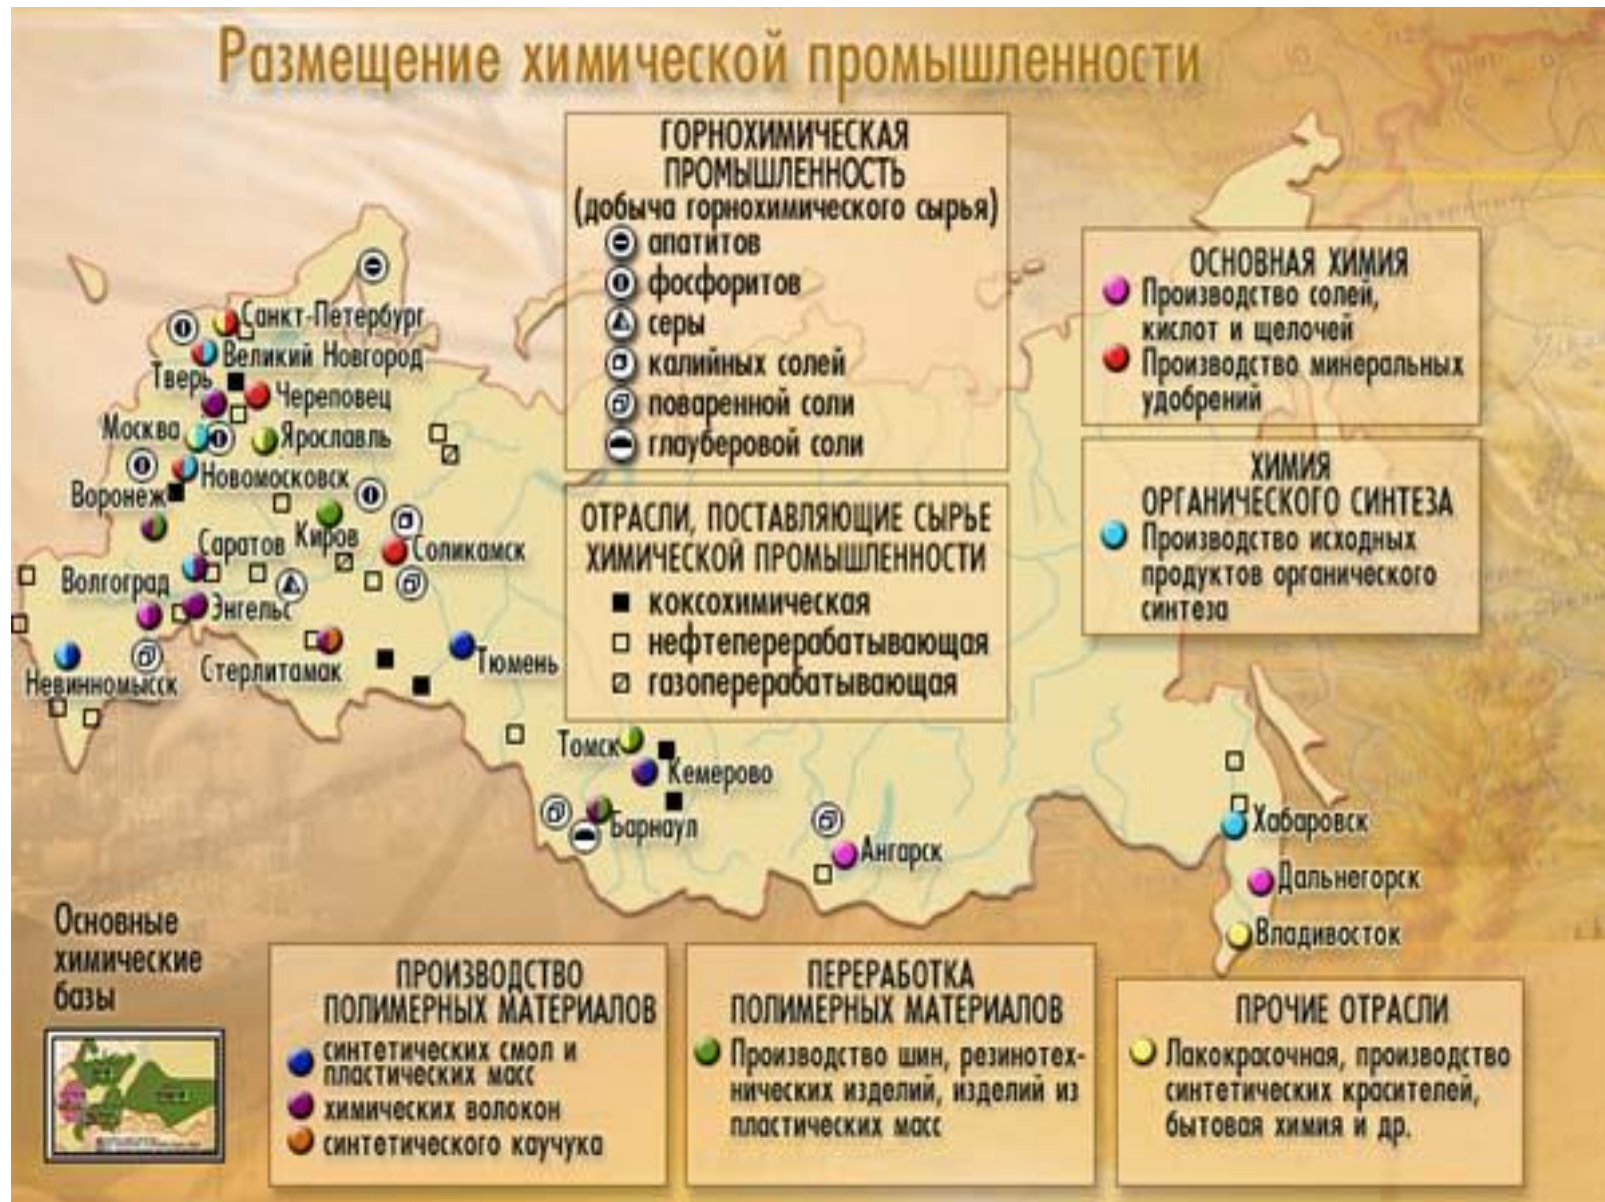 Размещение химической промышленности
ГОРНОХИМИЧЕСКАЯ
ПРОМЫШЛЕННОСТЬ
(добыча горнохимического сырья)
апатитов
фосфоритов
серы
калийных солей
поваренной соли
глауберовой соли
ОТРАСЛИ, ПОСТАВЛЯЮЩИЕ СЫРЬЕ
ХИМИЧЕСКОЙ ПРОМЫШЛЕННОСТИ
коксохимическая
нефтеперерабатывающая
газоперерабатывающая
ОСНОВНАЯ ХИМИЯ
Производство солей,
кислот и щелочей
Производство минеральных
удобрений
ХИМИЯ
ОРГАНИЧЕСКОГО СИНТЕЗА
Производство исходных
продуктов органического
синтеза
Санкт-Петербург
Великий Новгород
Тверь
Череповец
Москва
Ярославль
Новомосковск
Воронеж
Киров
Саратов
Соликамск
Волгоград
Энгельс
Стерлитамак
Тюмень
Невинномысск
Томск
Кемерово
Барнаул
Ангарск
Хабаровск
Дальнегорск
Владивосток
Основные
химические
базы
ПРОИЗВОДСТВО
ПОЛИМЕРНЫХ МАТЕРИАЛОВ
синтетических смол и
пластических масс
химических волокон
синтетического каучука
ПЕРЕРАБОТКА
ПОЛИМЕРНЫХ МАТЕРИАЛОВ
Производство шин, резинотех-
нических изделий, изделий из
пластических масс
ПРОЧИЕ ОТРАСЛИ
Лакокрасочная, производство
синтетических красителей,
бытовая химия и др.